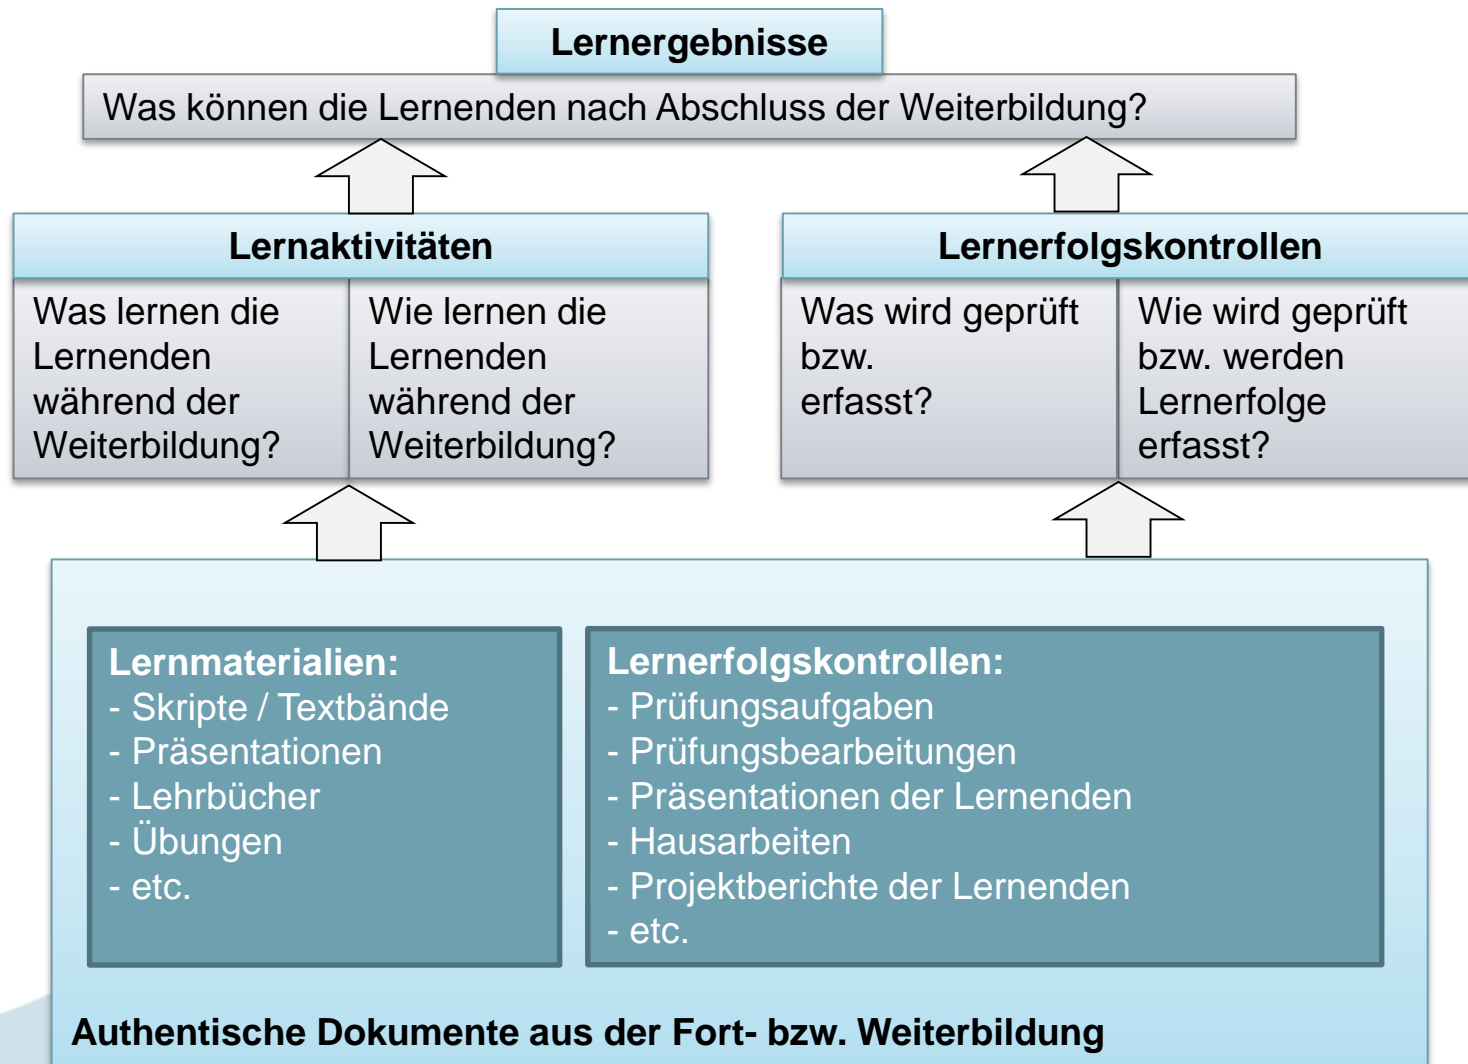 Lernergebnisse
Was können die Lernenden nach Abschluss der Weiterbildung?
Lernaktivitäten
Was lernen die
Lernenden
während der
Weiterbildung?
Wie lernen die
Lernenden
während der
Weiterbildung?
Lernerfolgskontrollen
Was wird geprüft
bzw.
erfasst?
Wie wird geprüft
bzw. werden
Lernerfolge
erfasst?
Lernmaterialien:
- Skripte / Textbände
- Präsentationen
- Lehrbücher
- Übungen
- etc.
Lernerfolgskontrollen:
- Prüfungsaufgaben
- Prüfungsbearbeitungen
- Präsentationen der Lernenden
- Hausarbeiten
- Projektberichte der Lernenden
- etc.
Authentische Dokumente aus der Fort- bzw. Weiterbildung